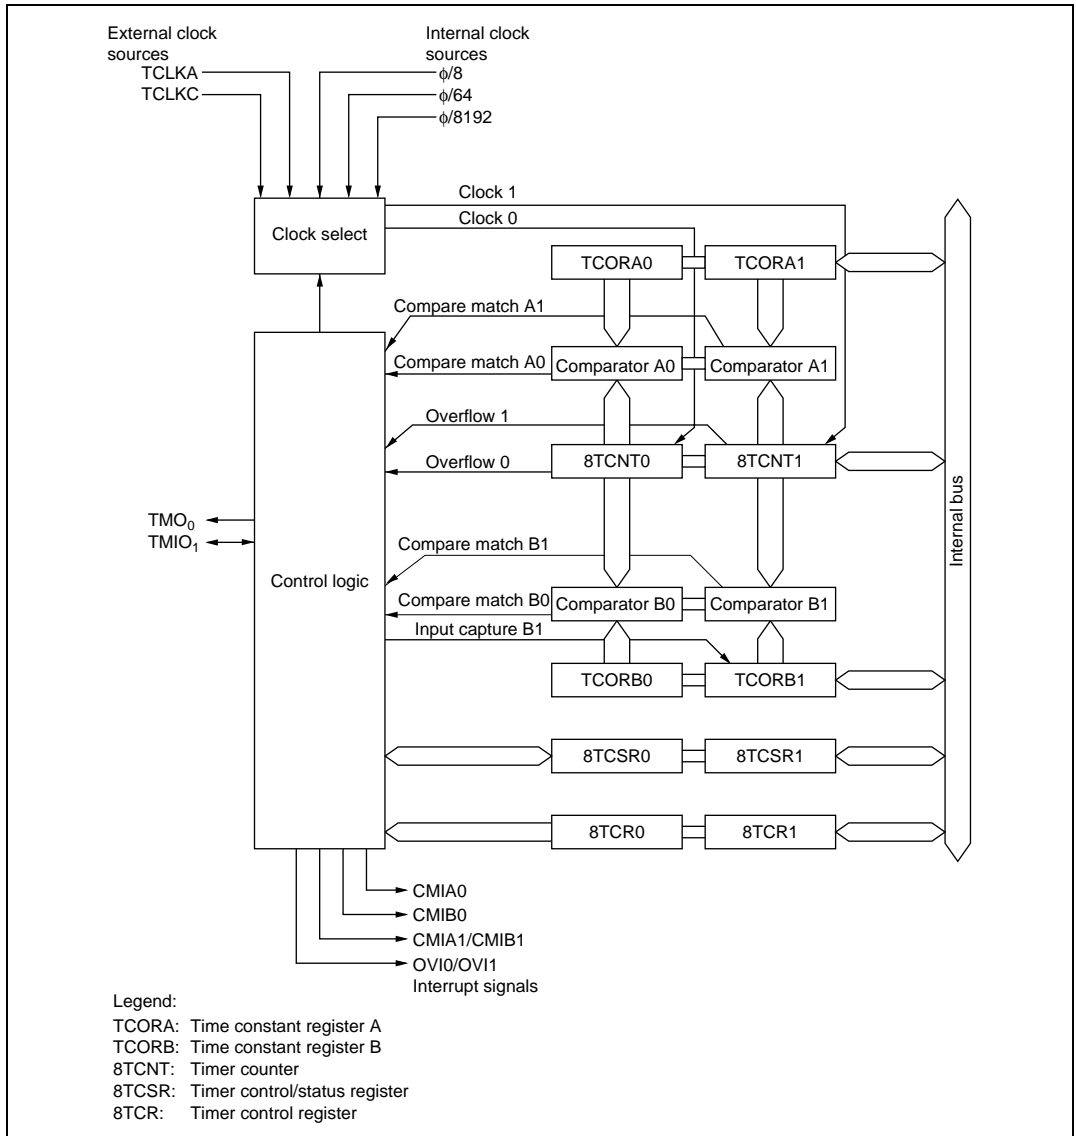 External clock
sources
Internal clock
sources
TCLKA
ϕ/8
TCLKC
ϕ/64
ϕ/8192
Clock 1
Clock 0
Clock select
TCORA0
TCORA1
Compare match A1
Compare match A0
Comparator A0
Comparator A1
Overflow 1
Overflow 0
8TCNT0
8TCNT1
Internal bus
TMO₀
TMIO₁
Control logic
Compare match B1
Compare match B0
Comparator B0
Comparator B1
Input capture B1
TCORB0
TCORB1
8TCSR0
8TCSR1
8TCR0
8TCR1
CMIA0
CMIB0
CMIA1/CMIB1
OVI0/OVI1
Interrupt signals
Legend:
TCORA: Time constant register A
TCORB: Time constant register B
8TCNT: Timer counter
8TCSR: Timer control/status register
8TCR: Timer control register